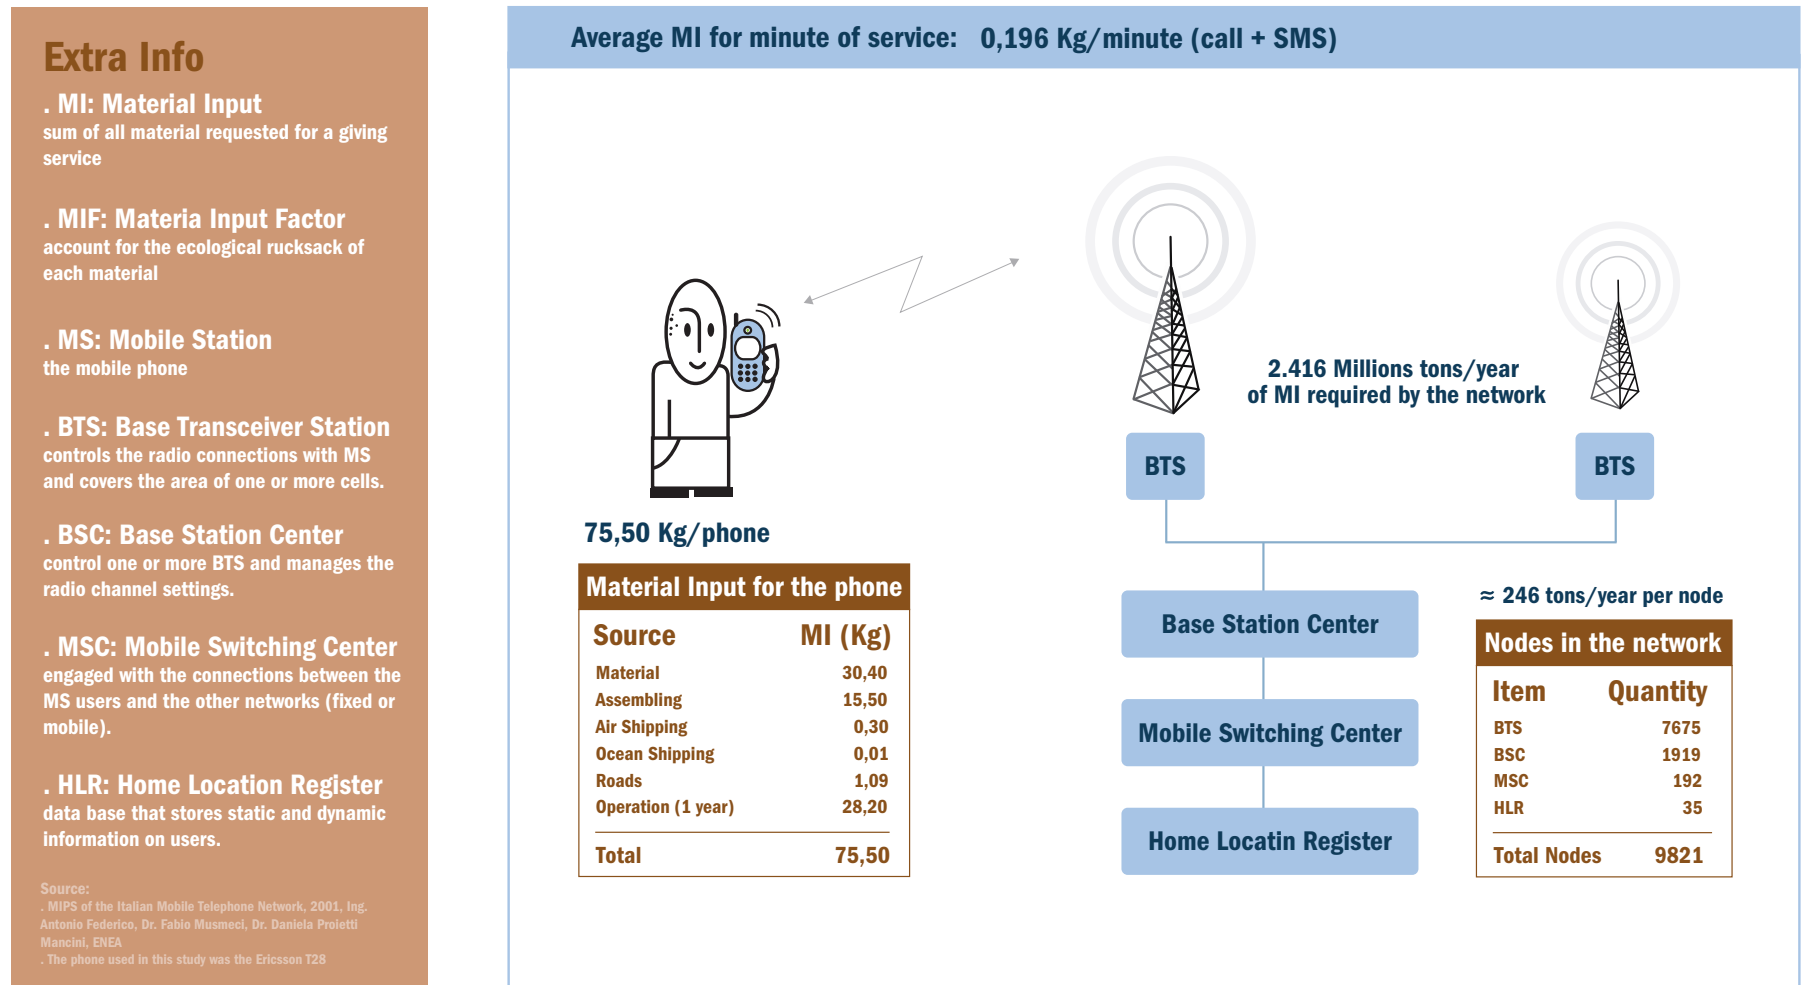 Extra Info
. MI: Material Input
sum of all material requested for a giving
service
. MIF: Materia Input Factor
account for the ecological rucksack of
each material
. MS: Mobile Station
the mobile phone
. BTS: Base Transceiver Station
controls the radio connections with MS
and covers the area of one or more cells.
. BSC: Base Station Center
control one or more BTS and manages the
radio channel settings.
. MSC: Mobile Switching Center
engaged with the connections between the
MS users and the other networks (fixed or
mobile).
. HLR: Home Location Register
data base that stores static and dynamic
information on users.
Source:
. MIPS of the Italian Mobile Telephone Network, 2001, Ing.
Antonio Federico, Dr. Fabio Musmeci, Dr. Daniela Proietti
Mancini, ENEA
. The phone used in this study was the Ericsson T28
Average MI for minute of service: 0,196 Kg/minute (call + SMS)
2.416 Millions tons/year
of MI required by the network
BTS
BTS
75,50 Kg/phone
Material Input for the phone
Source MI (Kg)
Material 30,40
Assembling 15,50
Air Shipping 0,30
Ocean Shipping 0,01
Roads 1,09
Operation (1 year) 28,20
Total 75,50
Base Station Center
Mobile Switching Center
Home Locatin Register
≈ 246 tons/year per node
Nodes in the network
Item Quantity
BTS 7675
BSC 1919
MSC 192
HLR 35
Total Nodes 9821